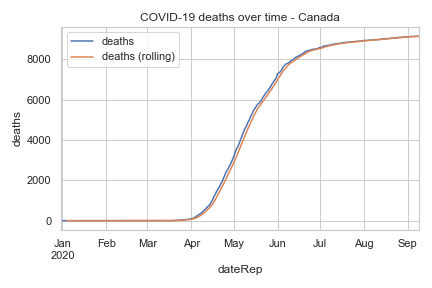 COVID-19 deaths over time - Canada
deaths
deaths (rolling)
8000
6000
4000
2000
0
deaths
Jan Feb Mar Apr May Jun Jul Aug Sep
2020
dateRep